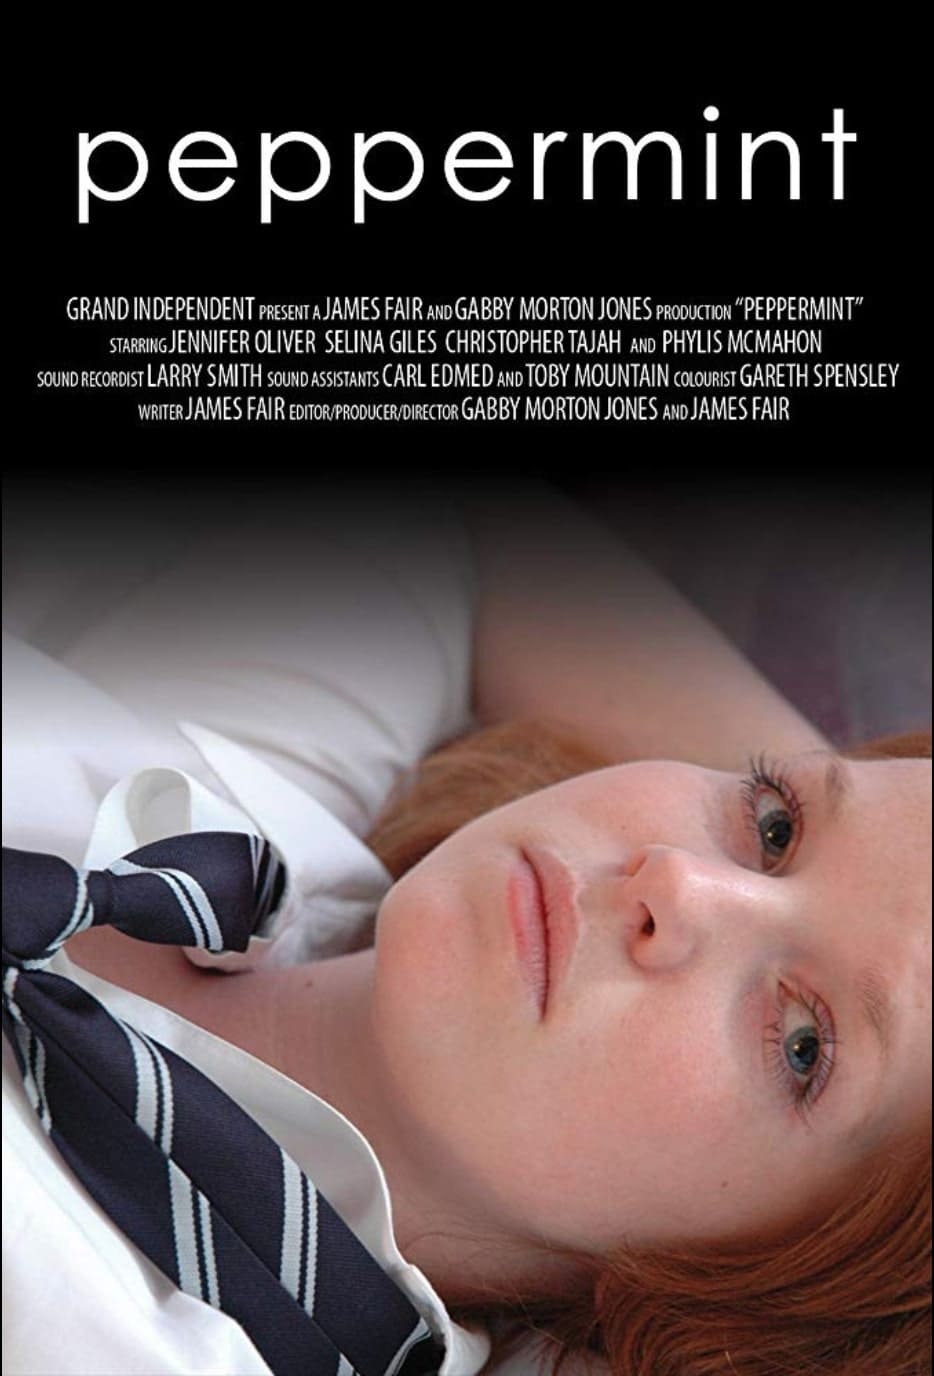 peppermint
GRAND INDEPENDENT PRESENT A JAMES FAIR AND GABBY MORTON JONES PRODUCTION "PEPPERMINT"
STARRING JENNIFER OLIVER SELINA GILES CHRISTOPHER TAJAH AND PHYLIS MCMAHON
SOUND RECORDIST LARRY SMITH SOUND ASSISTANTS CARL EDMED AND TOBY MOUNTAIN COLOURIST GARETH SPENSLEY
WRITER JAMES FAIR EDITOR/PRODUCER/DIRECTOR GABBY MORTON JONES AND JAMES FAIR